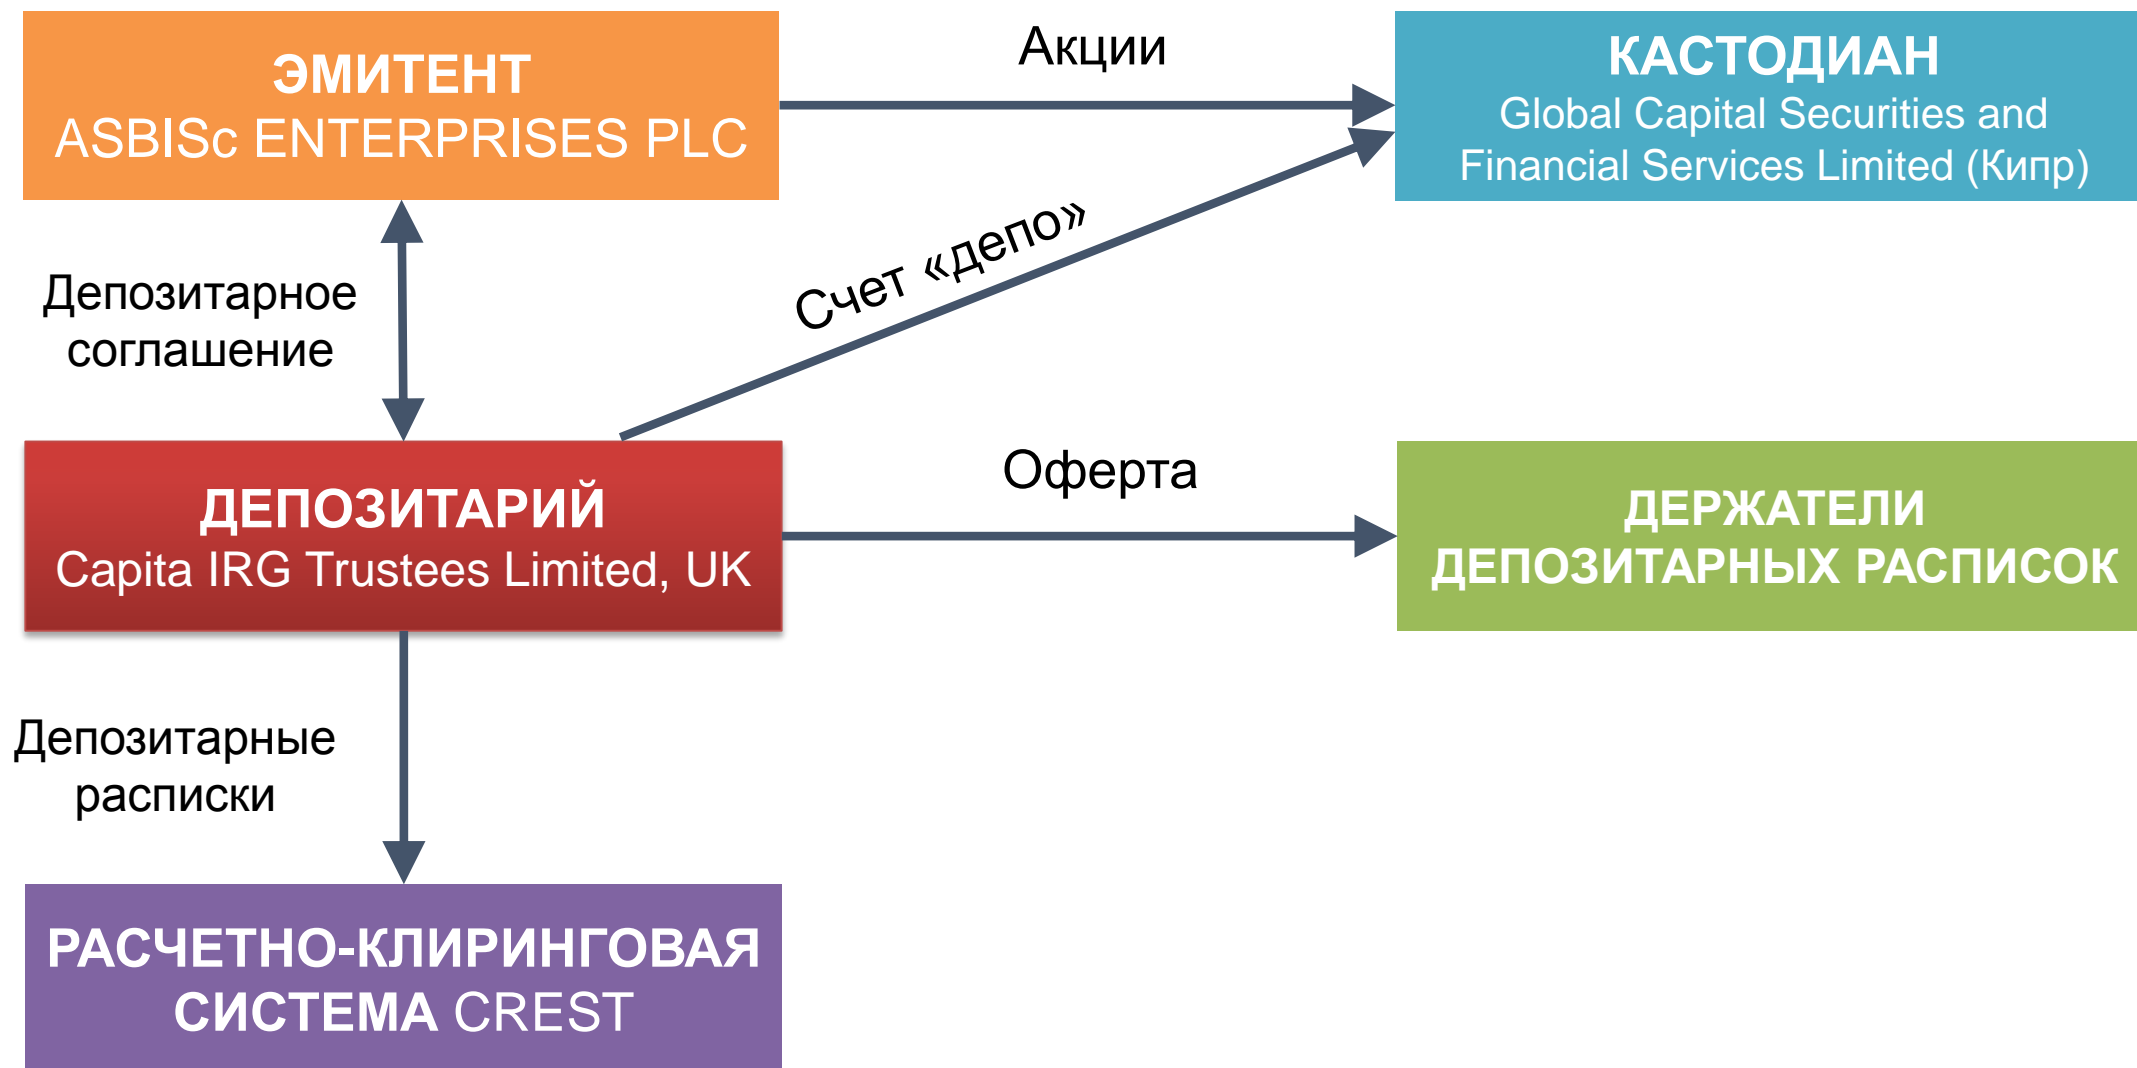 ЭМИТЕНТ
ASBISc ENTERPRISES PLC
Акции
КАСТОДИАН
Global Capital Securities and
Financial Services Limited (Кипр)
Депозитарное
соглашение
Счет «депо»
ДЕПОЗИТАРИЙ
Capita IRG Trustees Limited, UK
Оферта
ДЕРЖАТЕЛИ
ДЕПОЗИТАРНЫХ РАСПИСОК
Депозитарные
расписки
РАСЧЕТНО-КЛИРИНГОВАЯ
СИСТЕМА CREST